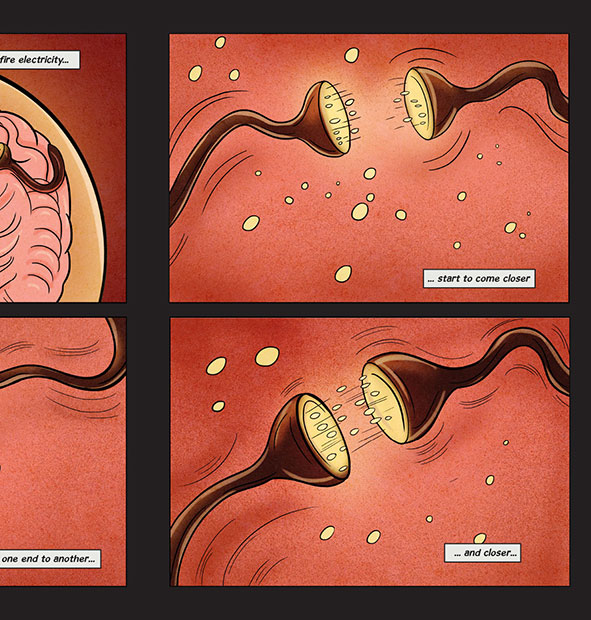 fire electricity...
... start to come closer
one end to another...
... and closer...